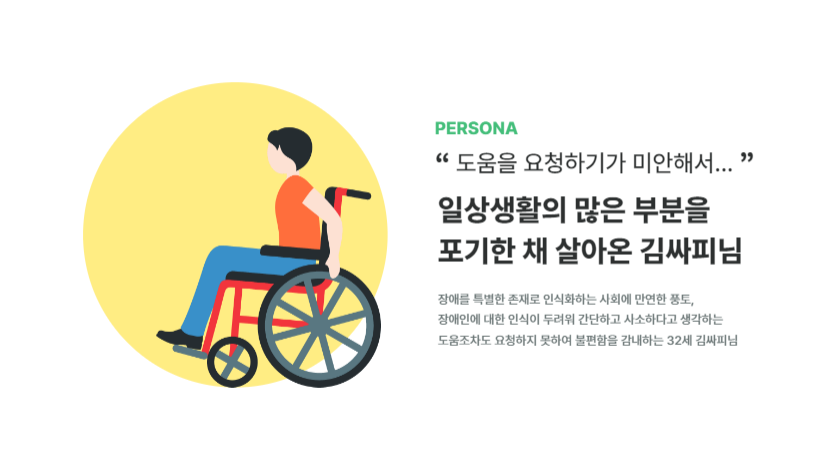 PERSONA
“ 도움을 요청하기가 미안해서... ”
일상생활의 많은 부분을
포기한 채 살아온 김싸피님
장애를 특별한 존재로 인식화하는 사회에 만연한 풍토,
장애인에 대한 인식이 두려워 간단하고 사소하다고 생각하는
도움조차도 요청하지 못하여 불편함을 감내하는 32세 김싸피님